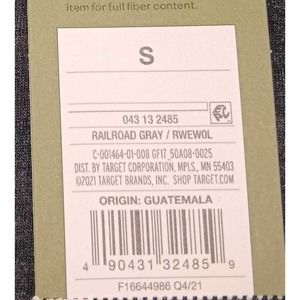 item for full fiber content.
S
043 13 2485
RAILROAD GRAY / RWEWOL
C-001464-01-008 GF17_50A08-0025
DIST. BY TARGET CORPORATION, MPLS., MN 55403
©2021 TARGET BRANDS, INC. SHOP TARGET.COM
ORIGIN: GUATEMALA
4 90431 32485 9
F16644986 Q4/21